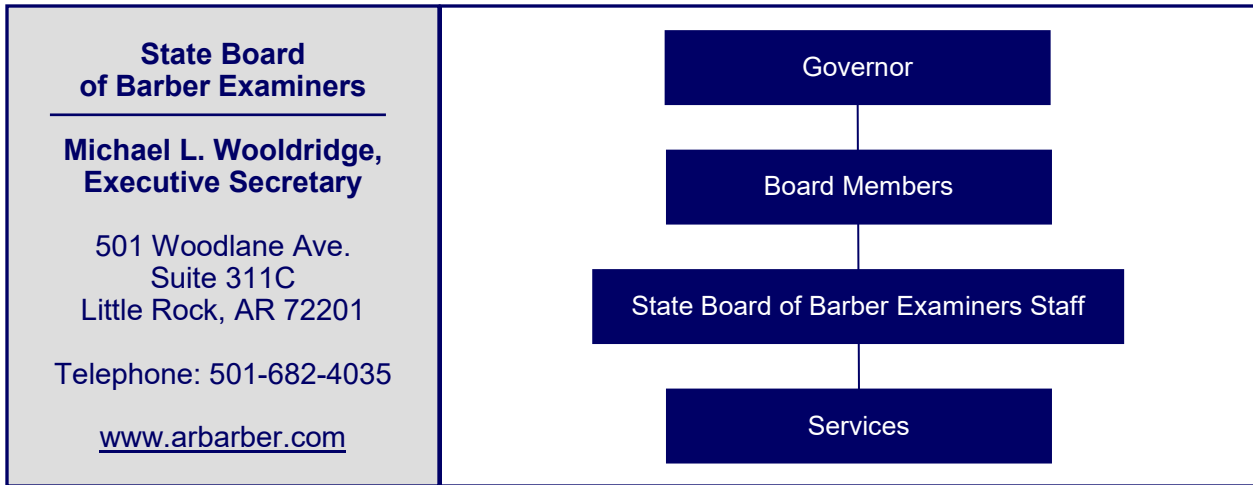 State Board
of Barber Examiners
Michael L. Wooldridge,
Executive Secretary
501 Woodlane Ave.
Suite 311C
Little Rock, AR 72201
Telephone: 501-682-4035
www.arbarber.com
Governor
Board Members
State Board of Barber Examiners Staff
Services